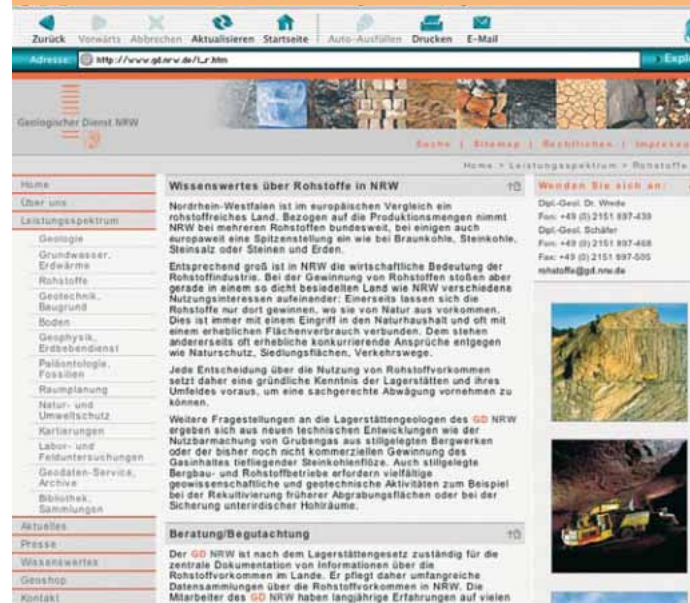 Zurück Vorwärts Abbrechen Aktualisieren Startseite Auto-Ausfüllen Drucken E-Mail
Adresse: http://www.gd.nrw.de/l_r.htm
Geologischer Dienst NRW
Suche | Sitemap | Rechtliches | Impressu
Home > Leistungsspektrum > Rohstoffe
Home
Über uns
Leistungsspektrum
Geologie
Grundwasser,
Erdwärme
Rohstoffe
Geotechnik,
Baugrund
Boden
Geophysik,
Erdbebendienst
Paläontologie,
Fossilien
Raumplanung
Natur- und
Umweltschutz
Kartierungen
Labor- und
Felduntersuchungen
Geodaten-Service,
Archive
Bibliothek,
Sammlungen
Aktuelles
Presse
Wissenswertes
Geoshop
Kontakt
Wissenswertes über Rohstoffe in NRW
Nordrhein-Westfalen ist im europäischen Vergleich ein
rohstoffreiches Land. Bezogen auf die Produktionsmengen nimmt
NRW bei mehreren Rohstoffen bundesweit, bei einigen auch
europaweit eine Spitzenstellung ein wie bei Braunkohle, Steinkohle,
Steinsalz oder Steinen und Erden.
Entsprechend groß ist in NRW die wirtschaftliche Bedeutung der
Rohstoffindustrie. Bei der Gewinnung von Rohstoffen stoßen aber
gerade in einem so dicht besiedelten Land wie NRW verschiedene
Nutzungsinteressen aufeinander: Einerseits lassen sich die
Rohstoffe nur dort gewinnen, wo sie von Natur aus vorkommen.
Dies ist immer mit einem Eingriff in den Naturhaushalt und oft mit
einem erheblichen Flächenverbrauch verbunden. Dem stehen
andererseits oft erhebliche konkurrierende Ansprüche entgegen
wie Naturschutz, Siedlungsflächen, Verkehrswege.
Jede Entscheidung über die Nutzung von Rohstoffvorkommen
setzt daher eine gründliche Kenntnis der Lagerstätten und ihres
Umfeldes voraus, um eine sachgerechte Abwägung vornehmen zu
können.
Weitere Fragestellungen an die Lagerstättengeologen des GD NRW
ergeben sich aus neuen technischen Entwicklungen wie der
Nutzbarmachung von Grubengas aus stillgelegten Bergwerken
oder der bisher noch nicht kommerziellen Gewinnung des
Gasinhaltes tiefliegender Steinkohlenflöze. Auch stillgelegte
Bergbau- und Rohstoffbetriebe erfordern vielfältige
geowissenschaftliche und geotechnische Aktivitäten zum Beispiel
bei der Rekultivierung früherer Abgrabungsflächen oder bei der
Sicherung unterirdischer Hohlräume.
Beratung/Begutachtung
Der GD NRW ist nach dem Lagerstättengesetz zuständig für die
zentrale Dokumentation von Informationen über die
Rohstoffvorkommen im Lande. Er pflegt daher umfangreiche
Datensammlungen über die Rohstoffvorkommen in NRW. Die
Mitarbeiter des GD NRW haben langjährige Erfahrungen auf vielen
Wenden Sie sich an:
Dipl.-Geol. Dr. Wrede
Fon: +49 (0) 2151 897-439
Dipl.-Geol. Schäfer
Fon: +49 (0) 2151 897-468
Fax: +49 (0) 2151 897-505
rohstoffe@gd.nrw.de